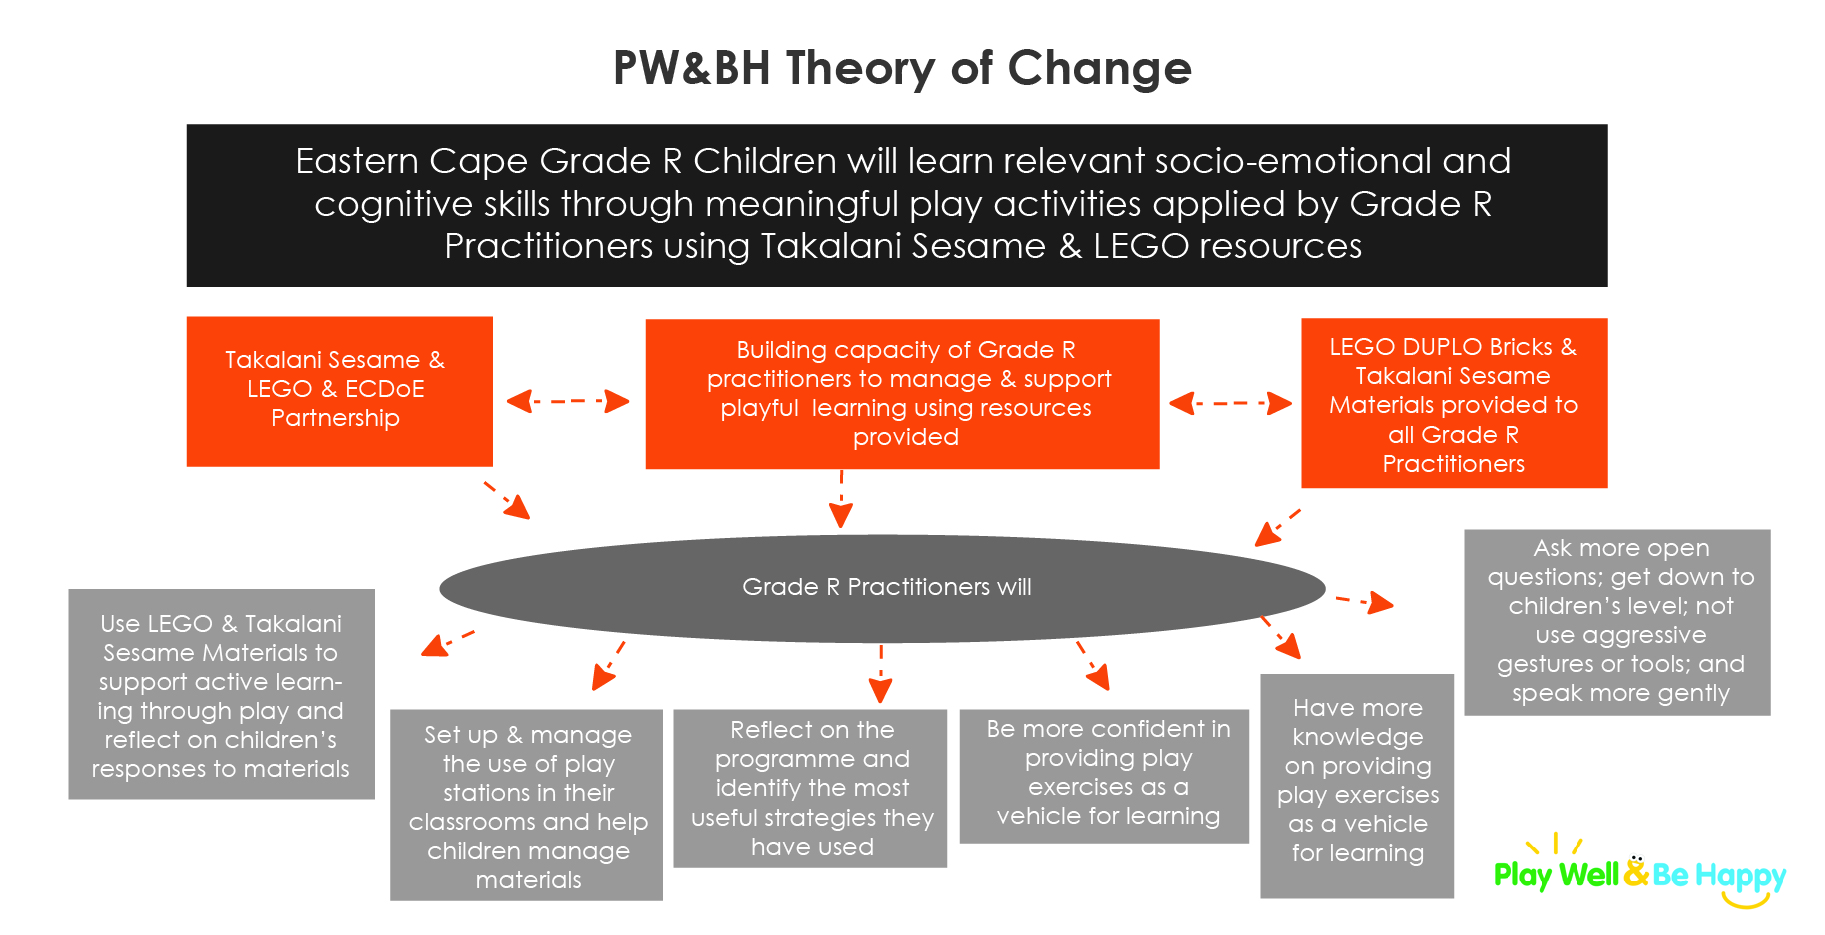 PW&BH Theory of Change
Eastern Cape Grade R Children will learn relevant socio-emotional and
cognitive skills through meaningful play activities applied by Grade R
Practitioners using Takalani Sesame & LEGO resources
Takalani Sesame &
LEGO & ECDoE
Partnership
Building capacity of Grade R
practitioners to manage & support
playful learning using resources
provided
LEGO DUPLO Bricks &
Takalani Sesame
Materials provided to
all Grade R
Practitioners
Grade R Practitioners will
Use LEGO & Takalani
Sesame Materials to
support active learn-
ing through play and
reflect on children’s
responses to materials
Set up & manage
the use of play
stations in their
classrooms and help
children manage
materials
Reflect on the
programme and
identify the most
useful strategies they
have used
Be more confident in
providing play
exercises as a
vehicle for learning
Have more
knowledge
on providing
play exercises
as a vehicle
for learning
Ask more open
questions; get down to
children’s level; not
use aggressive
gestures or tools; and
speak more gently
Play Well & Be Happy